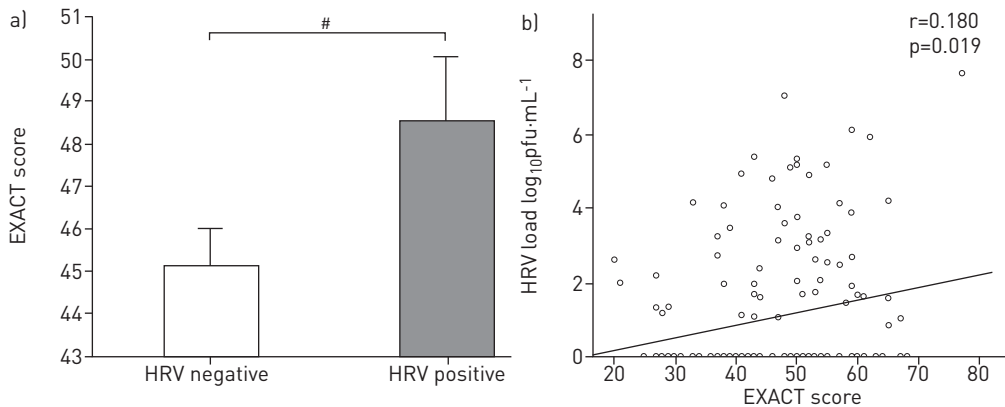 a)
51
50
49
48
47
46
45
44
43
EXACT score
#
HRV negative
HRV positive
b)
r=0.180
p=0.019
8
6
4
2
0
HRV load log₁₀pfu·mL⁻¹
20 30 40 50 60 70 80
EXACT score